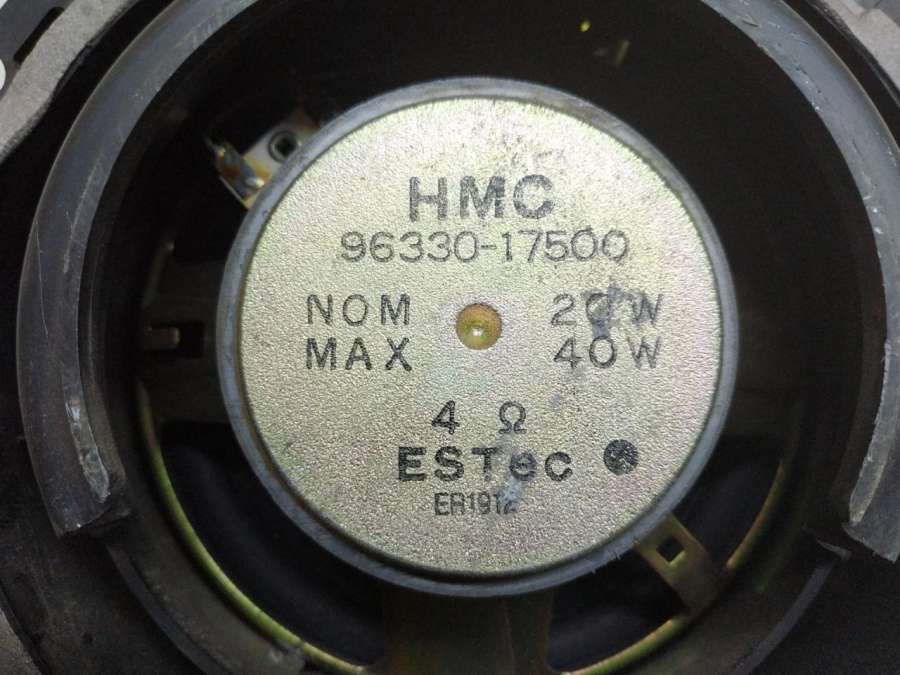 HMC
96330-17500
NOM 20W
MAX 40W
4 Ω
ESTec
ER1912